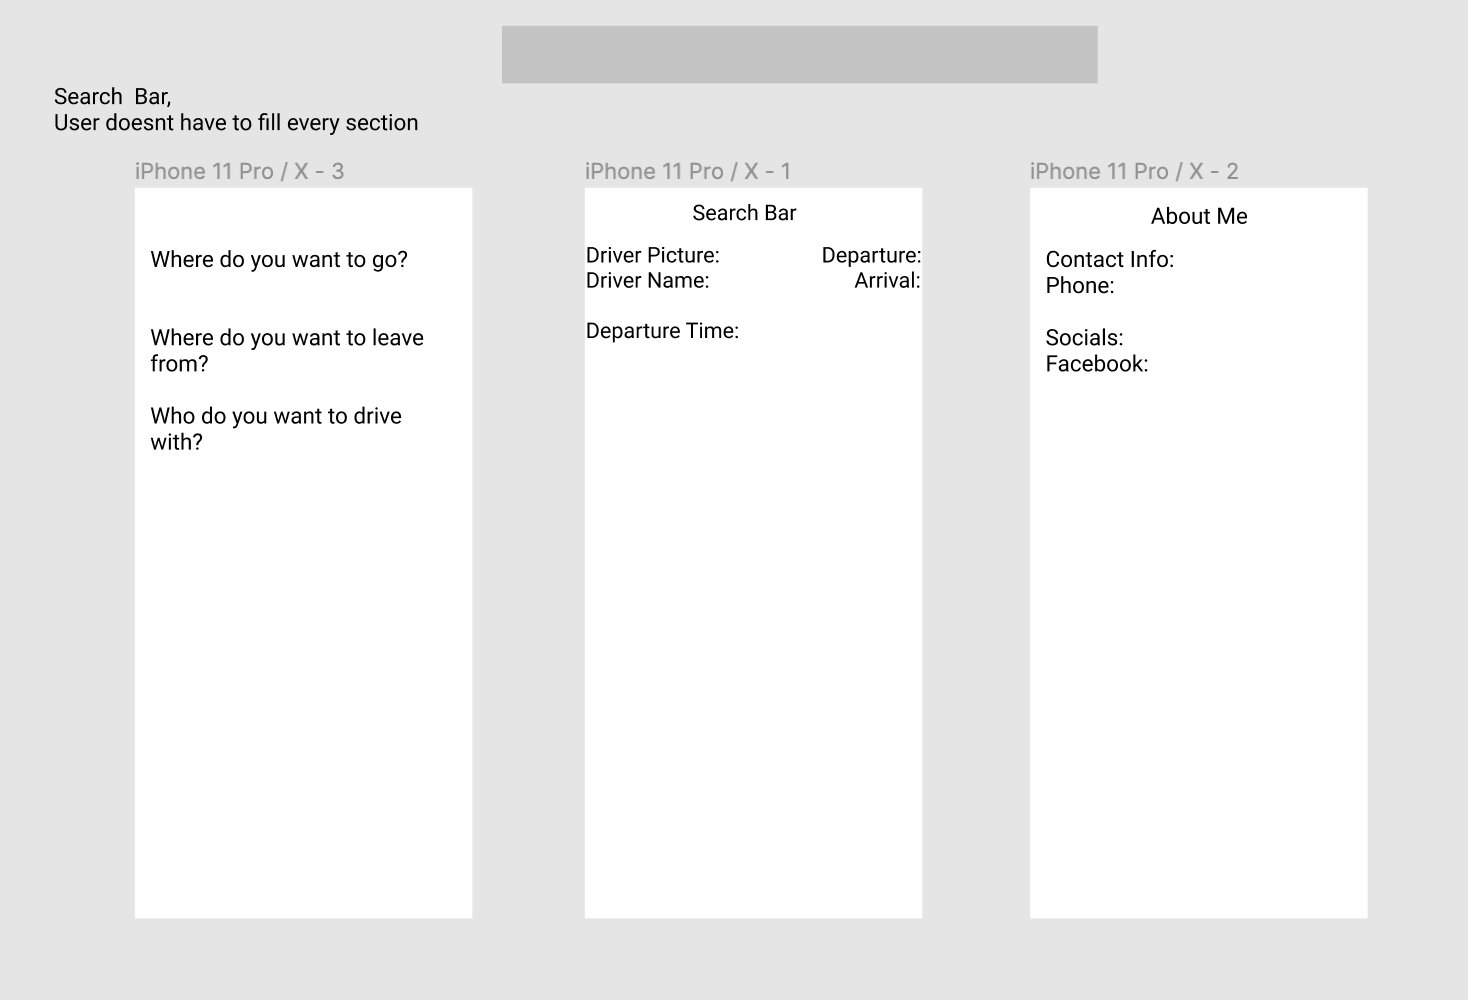 Search  Bar,
User doesnt have to fill every section
iPhone 11 Pro / X - 3
Where do you want to go?
Where do you want to leave
from?
Who do you want to drive
with?
iPhone 11 Pro / X - 1
Search Bar
Driver Picture:
Departure:
Driver Name:
Arrival:
Departure Time:
iPhone 11 Pro / X - 2
About Me
Contact Info:
Phone:
Socials:
Facebook: